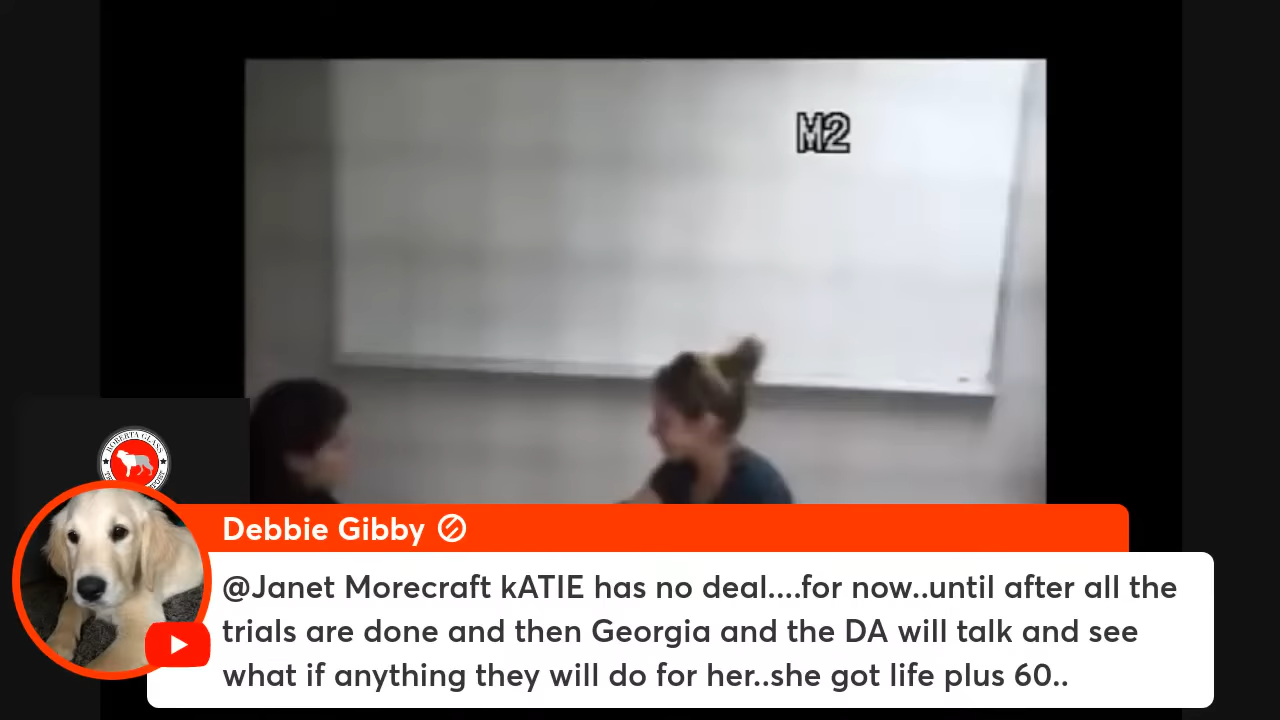 M2
ROBERTA GLASS
Debbie Gibby
@Janet Morecraft kATIE has no deal....for now..until after all the
trials are done and then Georgia and the DA will talk and see
what if anything they will do for her..she got life plus 60..